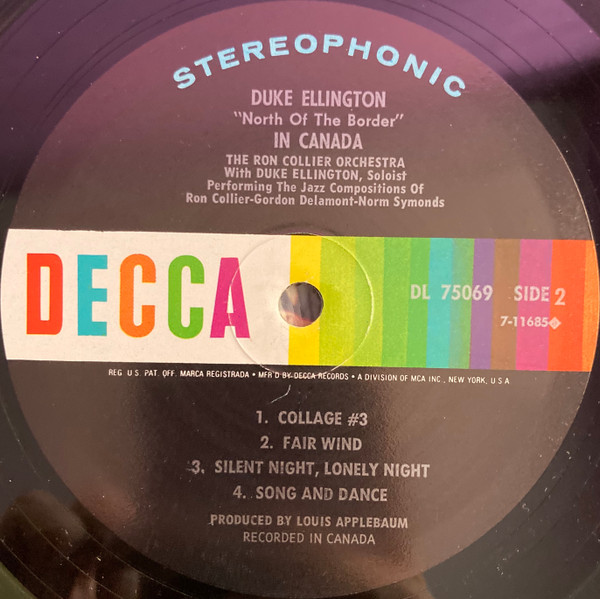 STEREOPHONIC
DUKE ELLINGTON
"North Of The Border"
IN CANADA
THE RON COLLIER ORCHESTRA
With DUKE ELLINGTON, Soloist
Performing The Jazz Compositions Of
Ron Collier-Gordon Delamont-Norm Symonds
DECCA
DL 75069 SIDE 2
7-11685
REG. U.S. PAT. OFF. MARCA REGISTRADA • MFR'D BY DECCA RECORDS • A DIVISION OF MCA INC., NEW YORK, U.S.A
1. COLLAGE #3
2. FAIR WIND
3. SILENT NIGHT, LONELY NIGHT
4. SONG AND DANCE
PRODUCED BY LOUIS APPLEBAUM
RECORDED IN CANADA